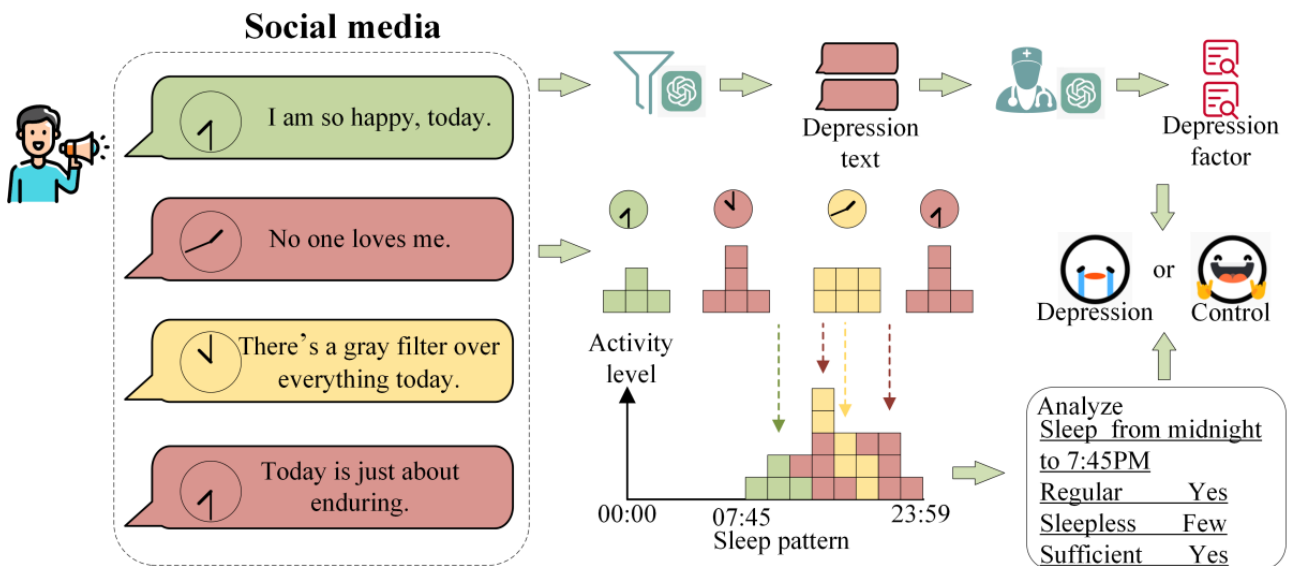 Social media
I am so happy, today.
No one loves me.
There's a gray filter over
everything today.
Today is just about
enduring.
Depression
text
Depression
factor
Depression
or
Control
Activity
level
00:00
07:45
23:59
Sleep pattern
Analyze
Sleep from midnight
to 7:45PM
Regular Yes
Sleepless Few
Sufficient Yes